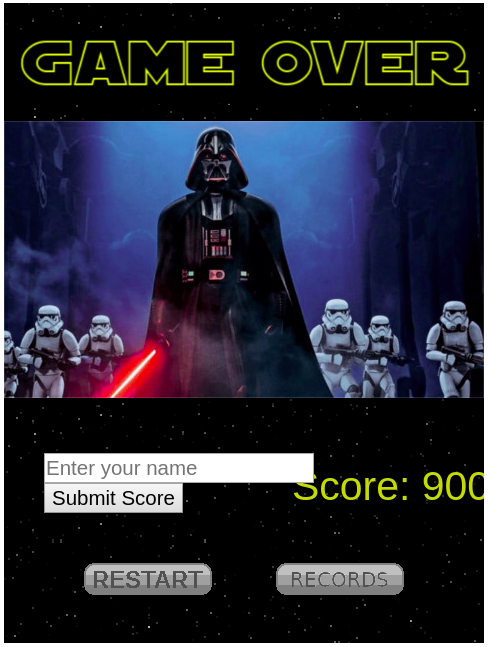 GAME OVER
Enter your name
Submit Score
Score: 900
RESTART
RECORDS